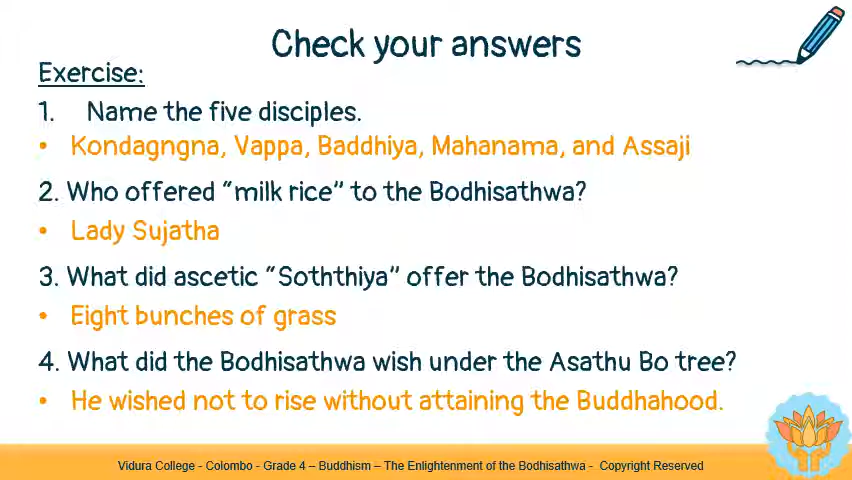 Check your answers
Exercise:
1. Name the five disciples.
• Kondagngna, Vappa, Baddhiya, Mahanama, and Assaji
2. Who offered “milk rice” to the Bodhisathwa?
• Lady Sujatha
3. What did ascetic “Soththiya” offer the Bodhisathwa?
• Eight bunches of grass
4. What did the Bodhisathwa wish under the Asathu Bo tree?
• He wished not to rise without attaining the Buddhahood.
Vidura College - Colombo - Grade 4 – Buddhism – The Enlightenment of the Bodhisathwa - Copyright Reserved